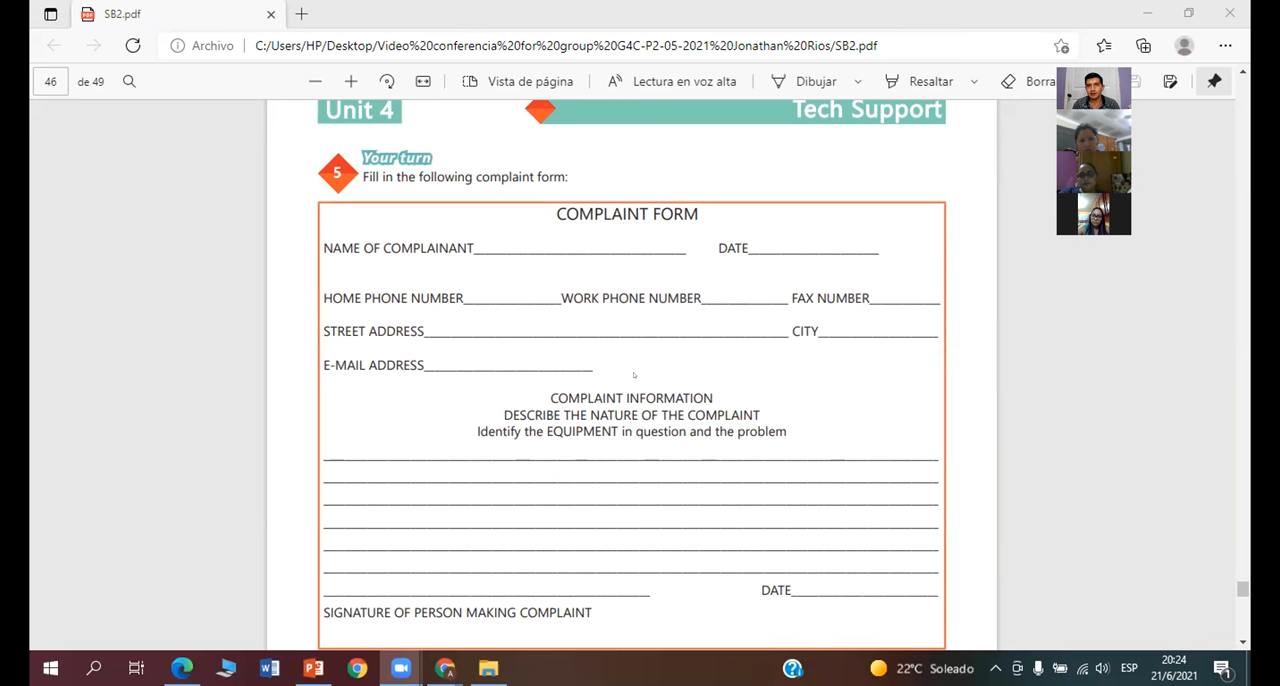 SB2.pdf
Archivo C:/Users/HP/Desktop/Video%20conferencia%20for%20group%20G4C-P2-05-2021%20Jonathan%20Rios/SB2.pdf
46 de 49 Vista de página Lectura en voz alta Dibujar Resaltar Borra
Unit 4 Tech Support
Your turn
5 Fill in the following complaint form:
COMPLAINT FORM
NAME OF COMPLAINANT DATE
HOME PHONE NUMBER WORK PHONE NUMBER FAX NUMBER
STREET ADDRESS CITY
E-MAIL ADDRESS
COMPLAINT INFORMATION
DESCRIBE THE NATURE OF THE COMPLAINT
Identify the EQUIPMENT in question and the problem
DATE
SIGNATURE OF PERSON MAKING COMPLAINT
22°C Soleado ESP 20:24
21/6/2021